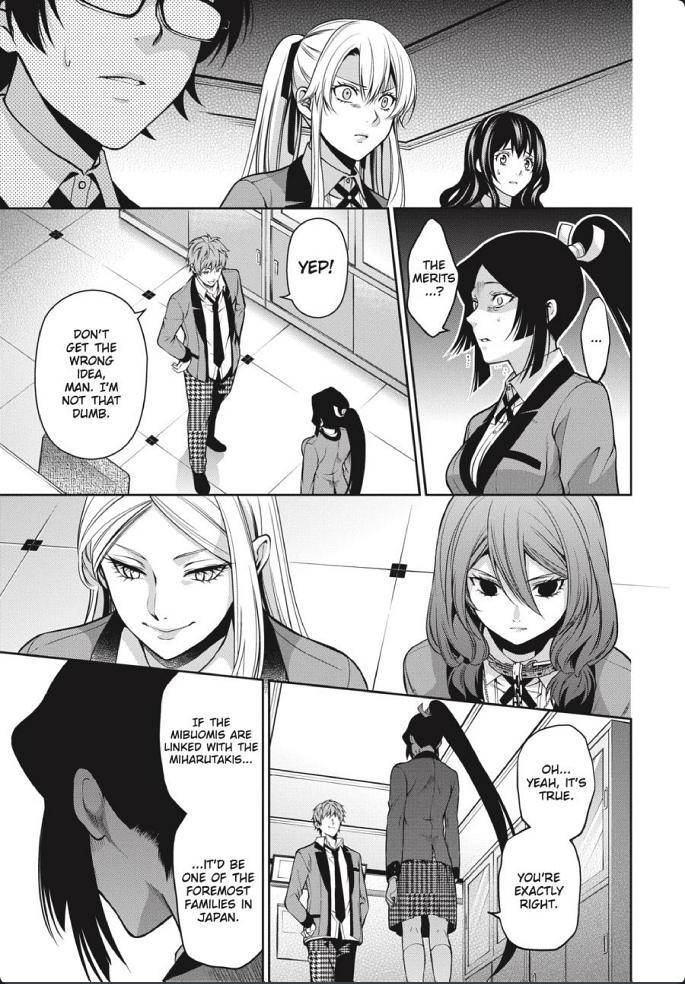 THE
MERITS
...?
...
YEP!
DON'T
GET THE
WRONG
IDEA,
MAN. I'M
NOT THAT
DUMB.
OH...
YEAH, IT'S
TRUE.
YOU'RE
EXACTLY
RIGHT.
IF THE
MIBUOMIS ARE
LINKED WITH THE
MIHARUTAKIS...
...IT'D BE
ONE OF THE
FOREMOST
FAMILIES IN
JAPAN.